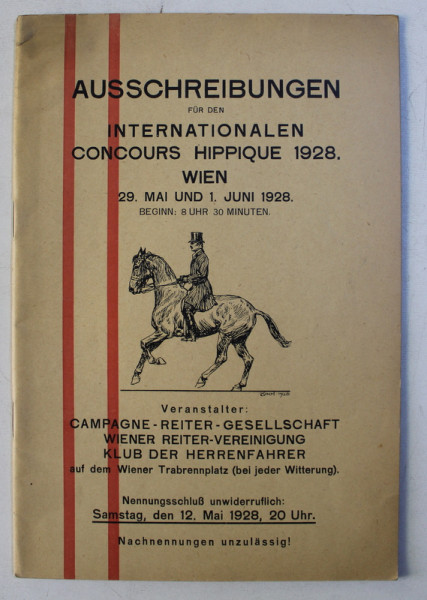 AUSSCHREIBUNGEN
FÜR DEN
INTERNATIONALEN
CONCOURS HIPPIQUE 1928.
WIEN
29. MAI UND 1. JUNI 1928.
BEGINN: 8 UHR 30 MINUTEN.
Veranstalter:
CAMPAGNE-REITER-GESELLSCHAFT
WIENER REITER-VEREINIGUNG
KLUB DER HERRENFAHRER
auf dem Wiener Trabrennplatz (bei jeder Witterung).
Nennungsschluß unwiderruflich:
Samstag, den 12. Mai 1928, 20 Uhr.
Nachnennungen unzulässig!